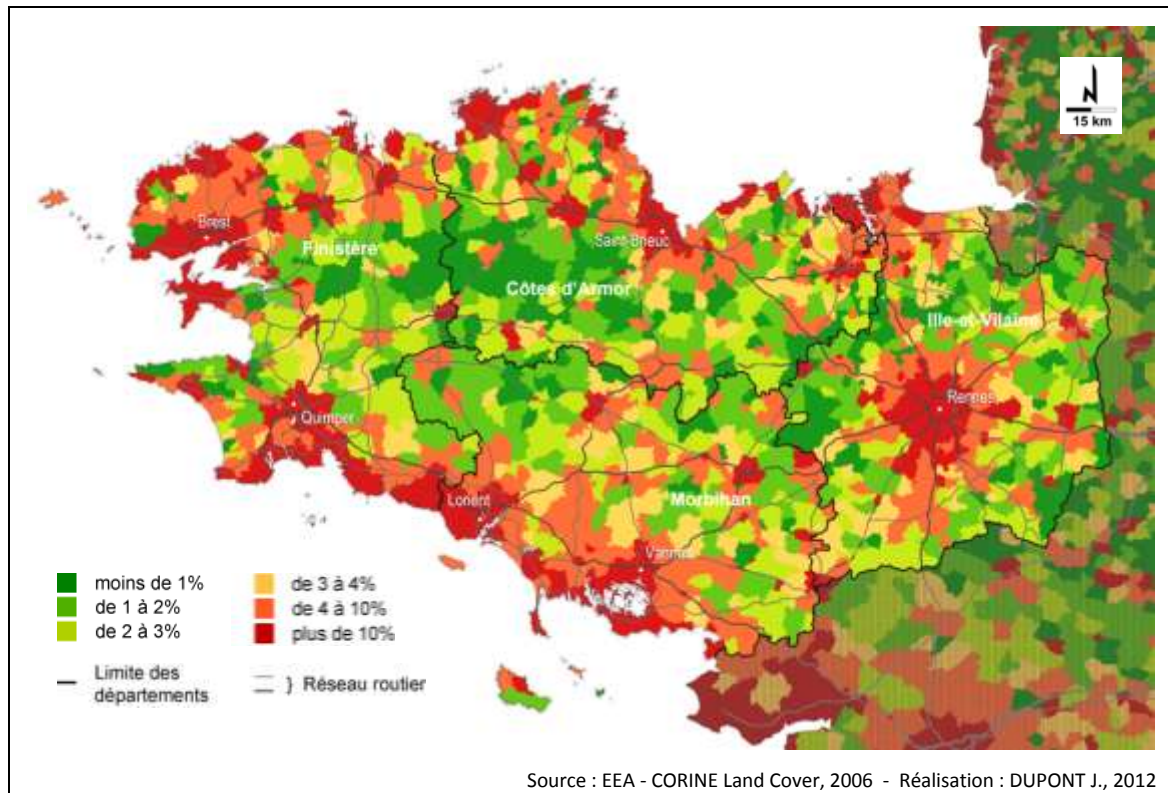 N
15 km
Brest
Finistère
Saint-Brieuc
Côtes d'Armor
Ille-et-Vilaine
Rennes
Quimper
Lorient
Morbihan
Vannes
moins de 1%
de 1 à 2%
de 2 à 3%
de 3 à 4%
de 4 à 10%
plus de 10%
Limite des
départements
} Réseau routier
Source : EEA - CORINE Land Cover, 2006 - Réalisation : DUPONT J., 2012